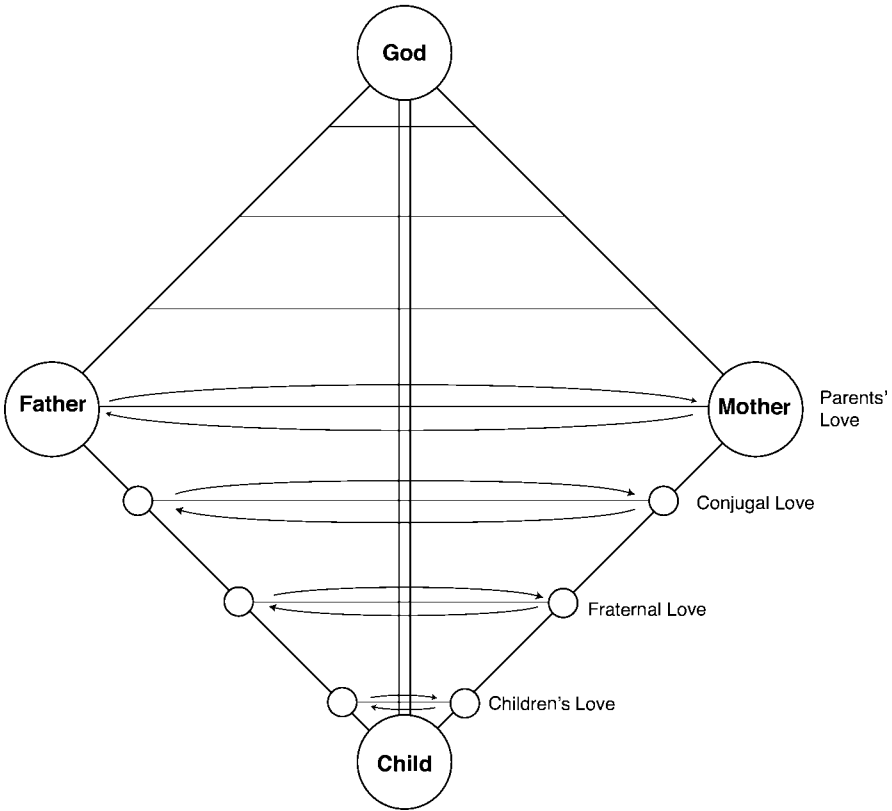 God
Father
Mother
Parents'
Love
Conjugal Love
Fraternal Love
Children's Love
Child